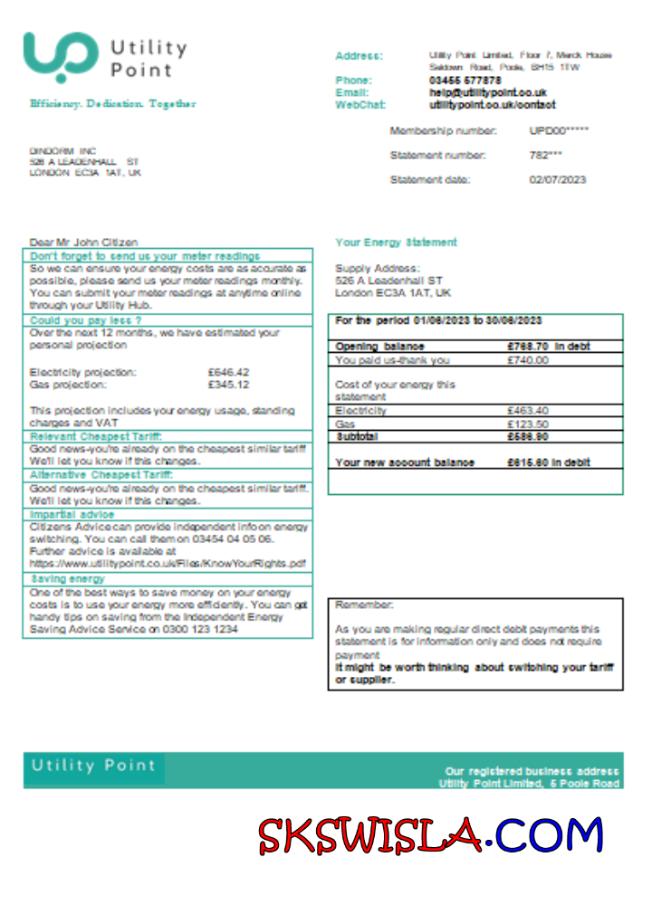 Utility
Point
Efficiency. Dedication. Together
Address: Utility Point Limited, Floor 7, Merck House
Seldown Road, Poole, BH15 1TW
Phone: 03455 577878
Email: help@utilitypoint.co.uk
WebChat: utilitypoint.co.uk/contact
Membership number: UPD00*****
Statement number: 782***
Statement date: 02/07/2023
DINDORM INC
526 A LEADENHALL ST
LONDON EC3A 1AT, UK
Dear Mr John Citizen
Don't forget to send us your meter readings
So we can ensure your energy costs are as accurate as
possible, please send us your meter readings monthly.
You can submit your meter readings at anytime online
through your Utility Hub.
Could you pay less ?
Over the next 12 months, we have estimated your
personal projection
Electricity projection: £646.42
Gas projection: £345.12
This projection includes your energy usage, standing
charges and VAT
Relevant Cheapest Tariff:
Good news-you're already on the cheapest similar tariff
We'll let you know if this changes.
Alternative Cheapest Tariff:
Good news-you're already on the cheapest similar tariff.
We'll let you know if this changes.
Impartial advice
Citizens Advice can provide independent info on energy
switching. You can call them on 03454 04 05 06.
Further advice is available at
https://www.utilitypoint.co.uk/Files/KnowYourRights.pdf
Saving energy
One of the best ways to save money on your energy
costs is to use your energy more efficiently. You can get
handy tips on saving from the Independent Energy
Saving Advice Service on 0300 123 1234
Your Energy Statement
Supply Address:
526 A Leadenhall ST
London EC3A 1AT, UK
For the period 01/06/2023 to 30/06/2023
Opening balance £768.70 in debt
You paid us-thank you £740.00
Cost of your energy this
statement
Electricity £463.40
Gas £123.50
Subtotal £586.90
Your new account balance £615.60 in debit
Remember:
As you are making regular direct debit payments this
statement is for information only and does not require
payment
It might be worth thinking about switching your tariff
or supplier.
Utility Point
Our registered business address
Utility Point Limited, 5 Poole Road
SKSWISLA.COM